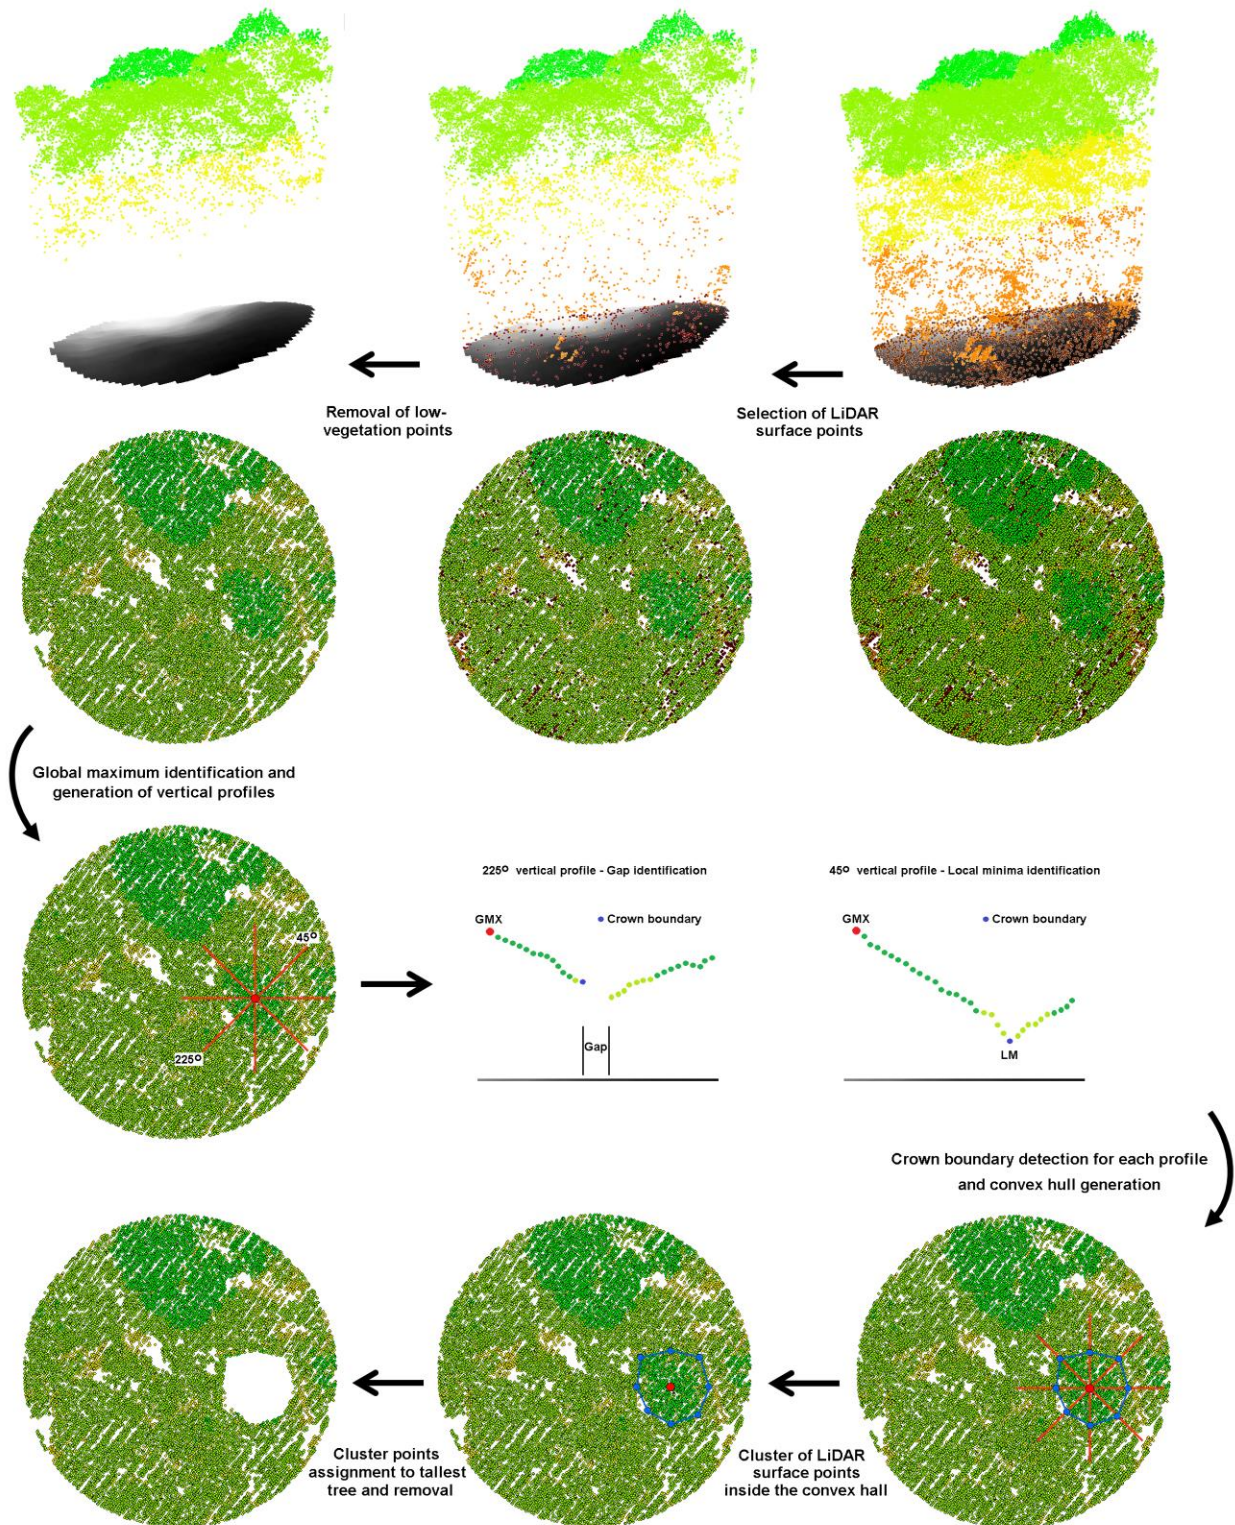 Removal of low-
vegetation points
Selection of LiDAR
surface points
Global maximum identification and
generation of vertical profiles
45°
225°
225° vertical profile - Gap identification
GMX
Crown boundary
Gap
45° vertical profile - Local minima identification
GMX
Crown boundary
LM
Crown boundary detection for each profile
and convex hull generation
Cluster of LiDAR
surface points
inside the convex hall
Cluster points
assignment to tallest
tree and removal